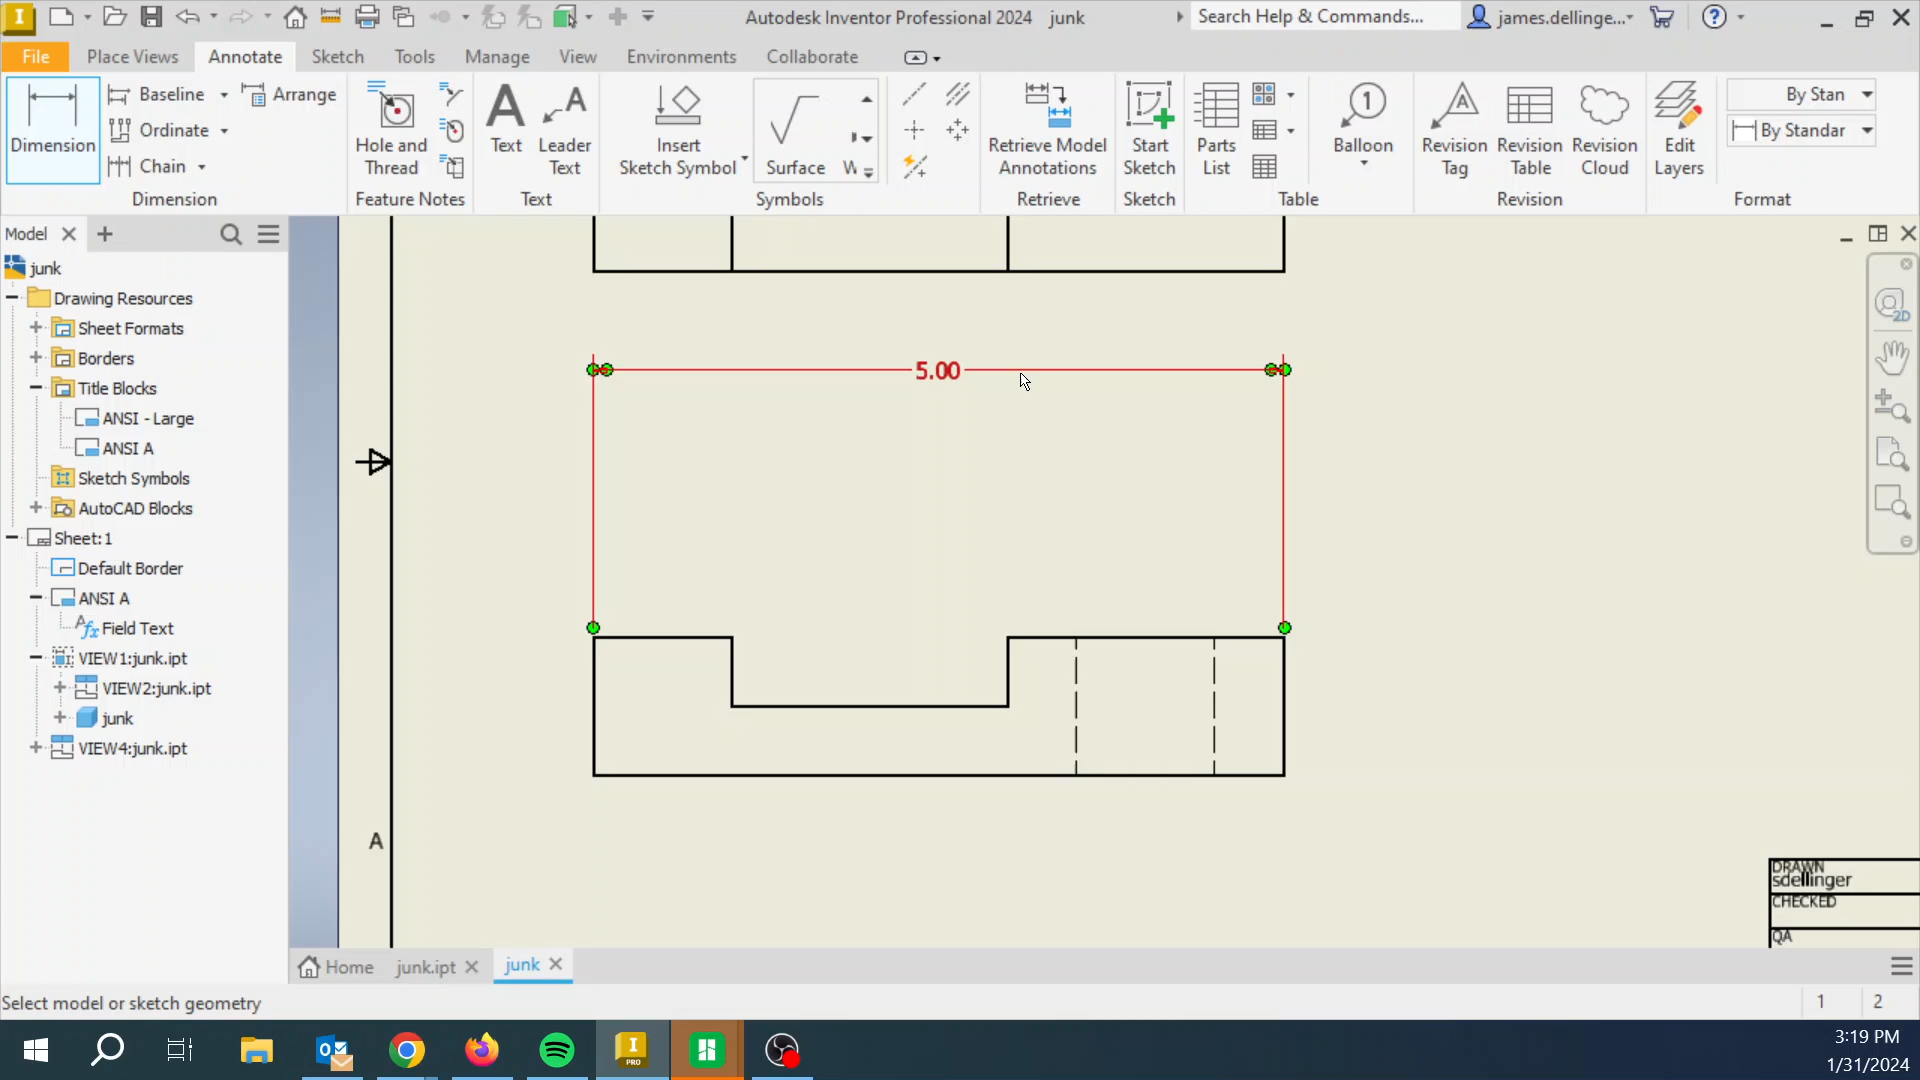 I
Autodesk Inventor Professional 2024 junk
Search Help & Commands...
james.dellinge...
File
Place Views
Annotate
Sketch
Tools
Manage
View
Environments
Collaborate
Dimension
Baseline
Ordinate
Chain
Arrange
Dimension
Hole and
Thread
Feature Notes
A
Text
A
Leader
Text
Text
Insert
Sketch Symbol
Surface
W
Symbols
Retrieve Model
Annotations
Retrieve
Start
Sketch
Sketch
Parts
List
Table
1
Balloon
A
Revision
Tag
Revision
Table
Revision
Cloud
Revision
Edit
Layers
By Stan
By Standar
Format
Model
junk
Drawing Resources
Sheet Formats
Borders
Title Blocks
ANSI - Large
ANSI A
Sketch Symbols
AutoCAD Blocks
Sheet:1
Default Border
ANSI A
Field Text
VIEW1:junk.ipt
VIEW2:junk.ipt
junk
VIEW4:junk.ipt
5.00
A
2D
DRAWN
sdellinger
CHECKED
QA
Home
junk.ipt
junk
Select model or sketch geometry
1 2
I
PRO
3:19 PM
1/31/2024